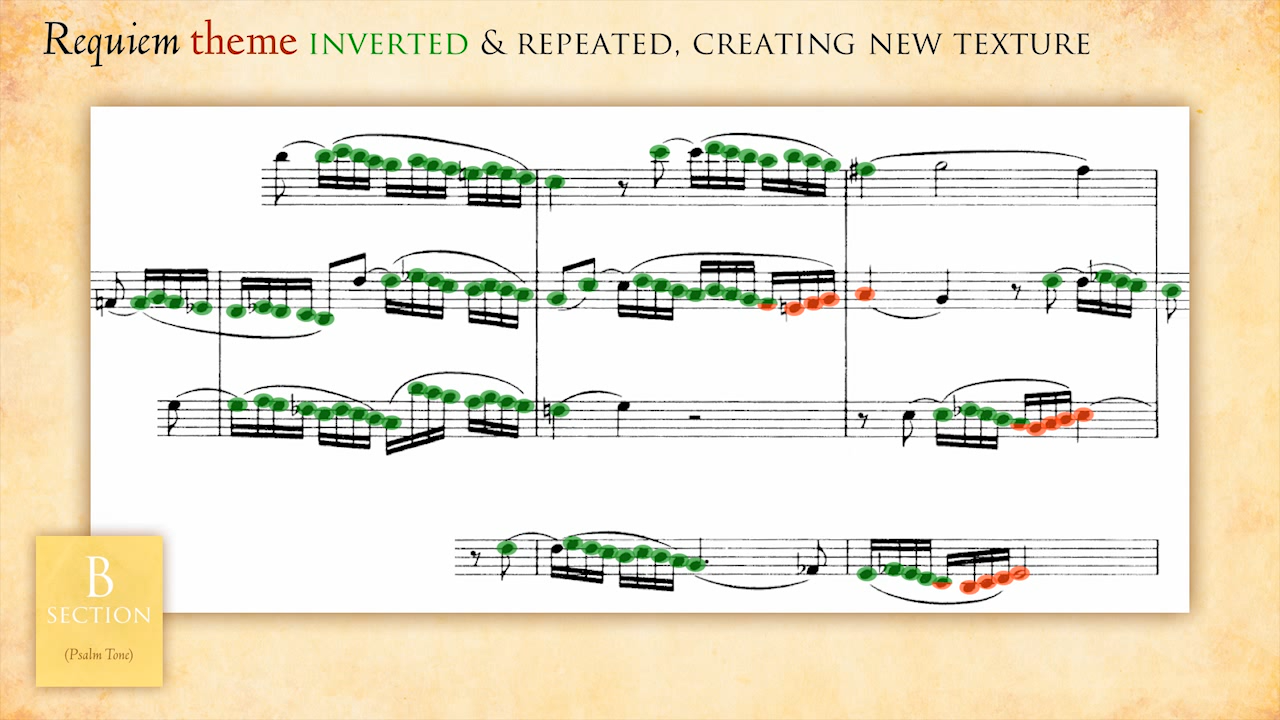 Requiem theme INVERTED & REPEATED, CREATING NEW TEXTURE
B
SECTION
(Psalm Tone)